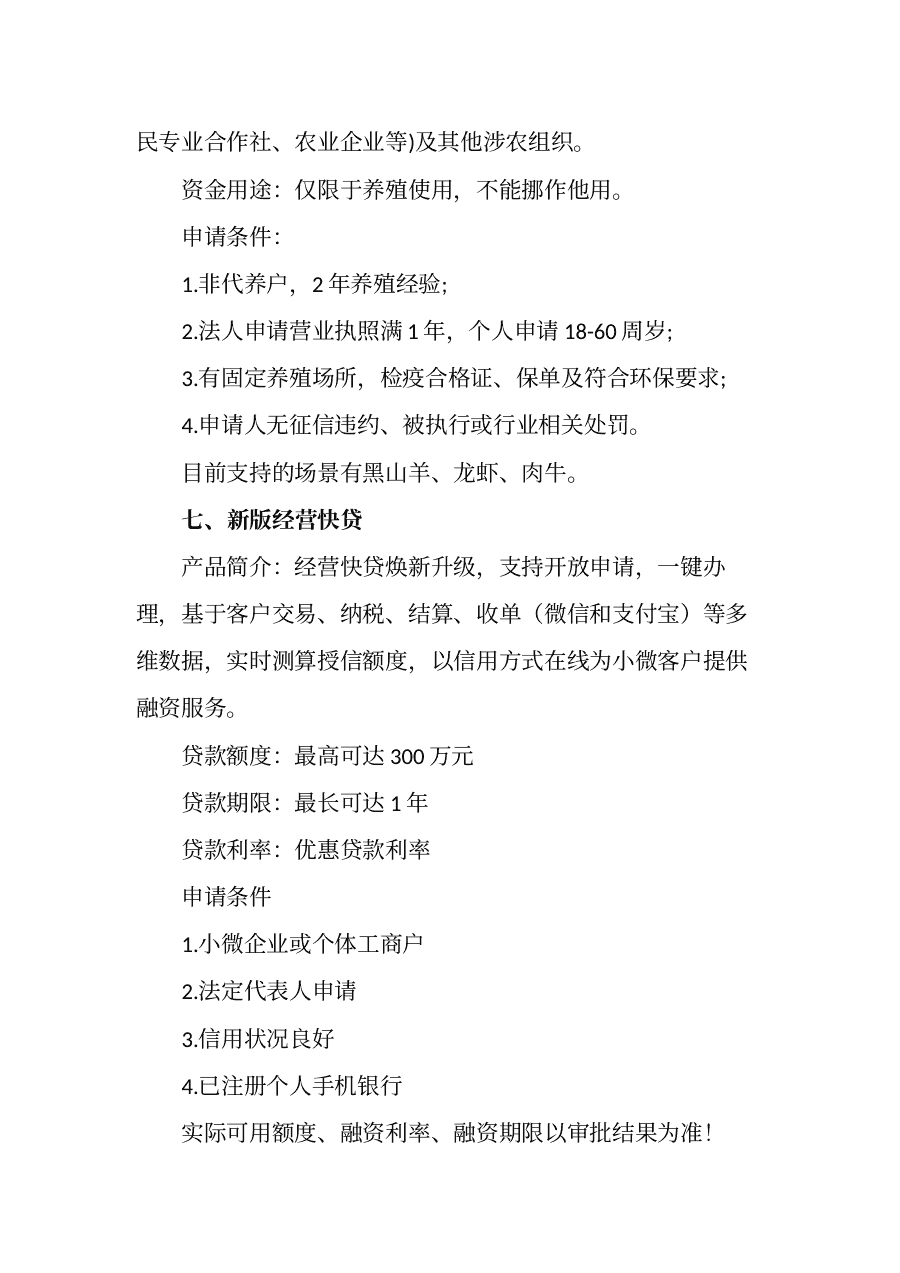 民专业合作社、农业企业等)及其他涉农组织。
资金用途：仅限于养殖使用，不能挪作他用。
申请条件：
1.非代养户，2 年养殖经验；
2.法人申请营业执照满 1 年，个人申请 18-60 周岁；
3.有固定养殖场所，检疫合格证、保单及符合环保要求；
4.申请人无征信违约、被执行或行业相关处罚。
目前支持的场景有黑山羊、龙虾、肉牛。
七、新版经营快贷
产品简介：经营快贷焕新升级，支持开放申请，一键办
理，基于客户交易、纳税、结算、收单（微信和支付宝）等多
维数据，实时测算授信额度，以信用方式在线为小微客户提供
融资服务。
贷款额度：最高可达 300 万元
贷款期限：最长可达 1 年
贷款利率：优惠贷款利率
申请条件
1.小微企业或个体工商户
2.法定代表人申请
3.信用状况良好
4.已注册个人手机银行
实际可用额度、融资利率、融资期限以审批结果为准！